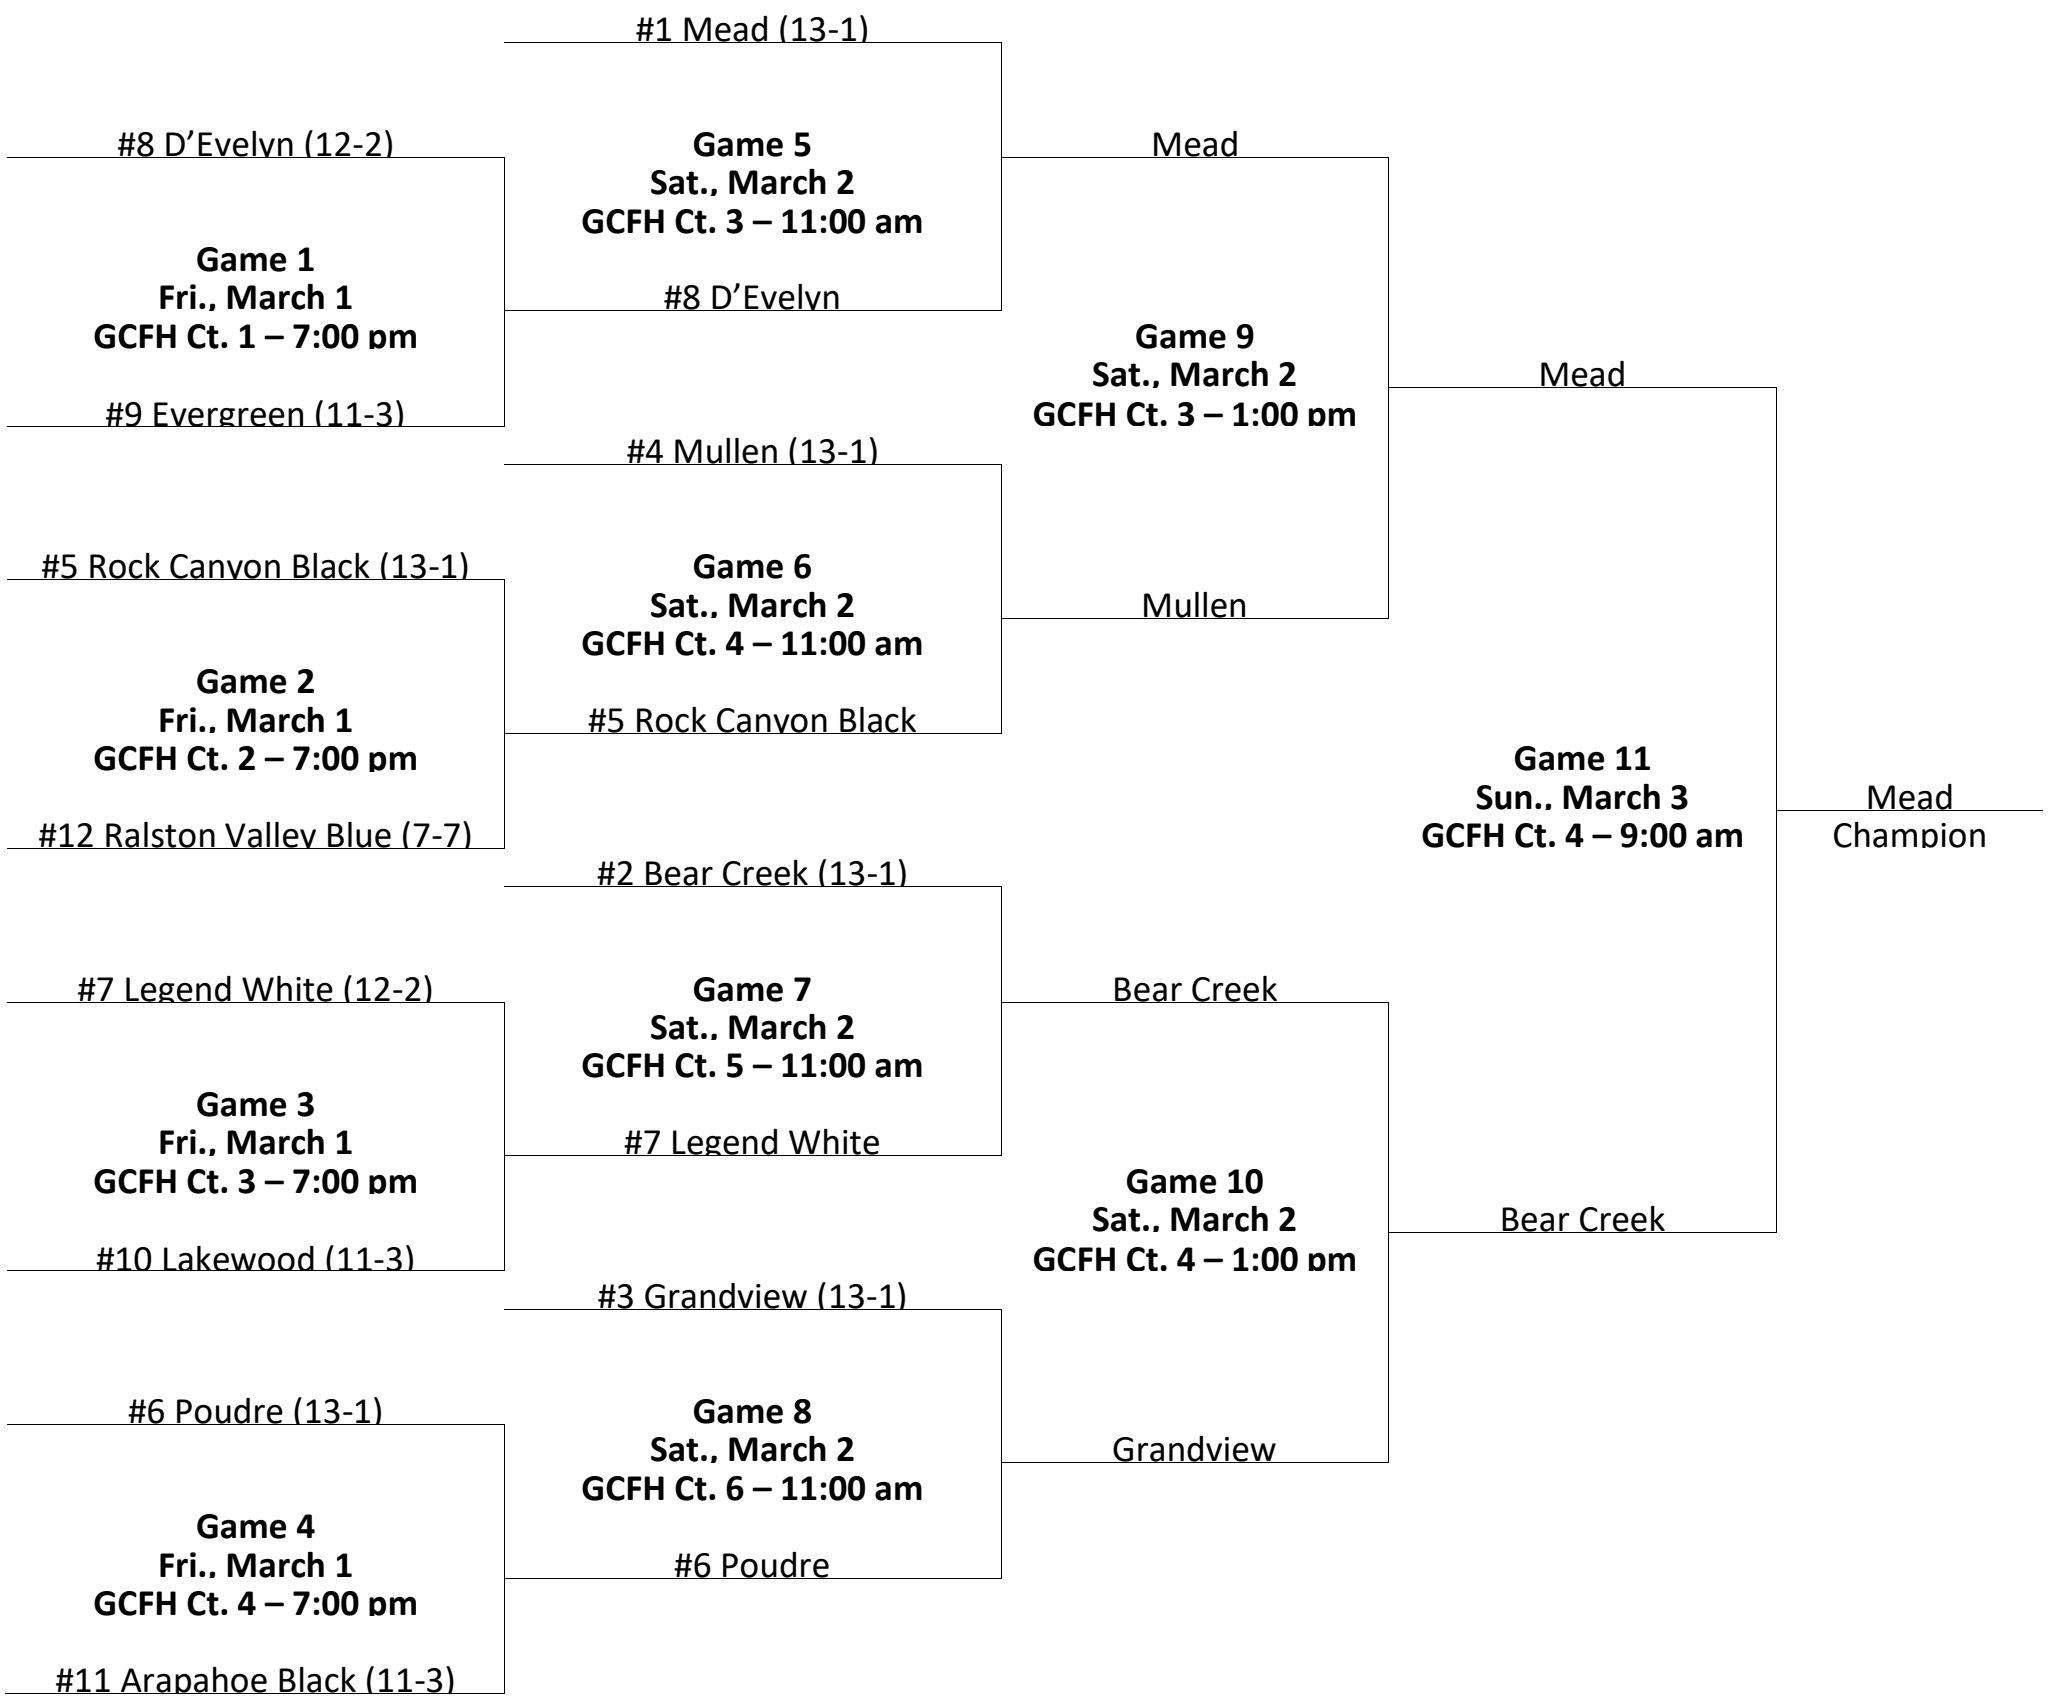 #1 Mead (13-1)
#8 D’Evelyn (12-2)
Game 5
Sat., March 2
GCFH Ct. 3 – 11:00 am
Mead
Game 1
Fri., March 1
GCFH Ct. 1 – 7:00 pm
#8 D’Evelyn
#9 Evergreen (11-3)
Game 9
Sat., March 2
GCFH Ct. 3 – 1:00 pm
Mead
#4 Mullen (13-1)
#5 Rock Canyon Black (13-1)
Game 6
Sat., March 2
GCFH Ct. 4 – 11:00 am
Mullen
Game 2
Fri., March 1
GCFH Ct. 2 – 7:00 pm
#5 Rock Canyon Black
#12 Ralston Valley Blue (7-7)
Game 11
Sun., March 3
GCFH Ct. 4 – 9:00 am
Mead
Champion
#2 Bear Creek (13-1)
#7 Legend White (12-2)
Game 7
Sat., March 2
GCFH Ct. 5 – 11:00 am
Bear Creek
Game 3
Fri., March 1
GCFH Ct. 3 – 7:00 pm
#7 Legend White
#10 Lakewood (11-3)
Game 10
Sat., March 2
GCFH Ct. 4 – 1:00 pm
Bear Creek
#3 Grandview (13-1)
#6 Poudre (13-1)
Game 8
Sat., March 2
GCFH Ct. 6 – 11:00 am
Grandview
Game 4
Fri., March 1
GCFH Ct. 4 – 7:00 pm
#6 Poudre
#11 Arapahoe Black (11-3)